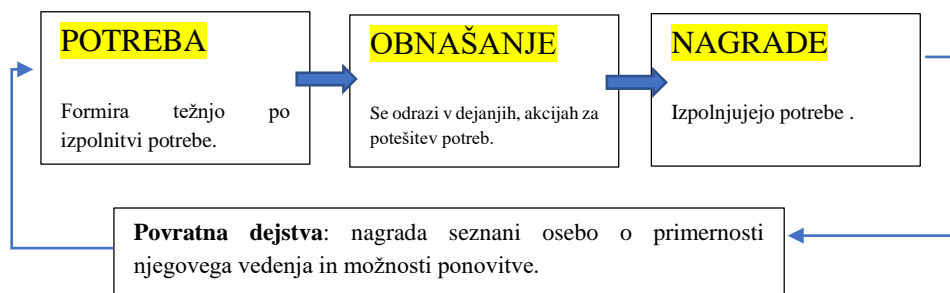 POTREBA
Formira težnjo po
izpolnitvi potrebe.
OBNAŠANJE
Se odrazi v dejanjih, akcijah za
potešitev potreb.
NAGRADE
Izpolnjujejo potrebe .
Povratna dejstva: nagrada seznani osebo o primernosti
njegovega vedenja in možnosti ponovitve.